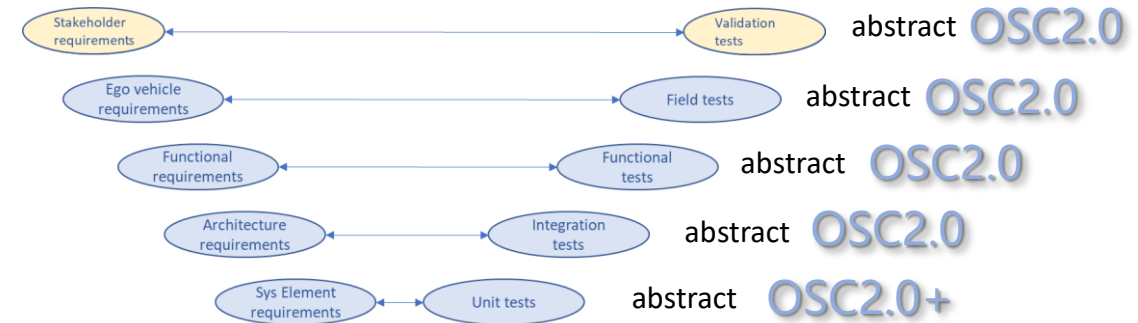 Stakeholder
requirements
Validation
tests
abstract OSC2.0
Ego vehicle
requirements
Field tests
abstract OSC2.0
Functional
requirements
Functional
tests
abstract OSC2.0
Architecture
requirements
Integration
tests
abstract OSC2.0
Sys Element
requirements
Unit tests
abstract OSC2.0+